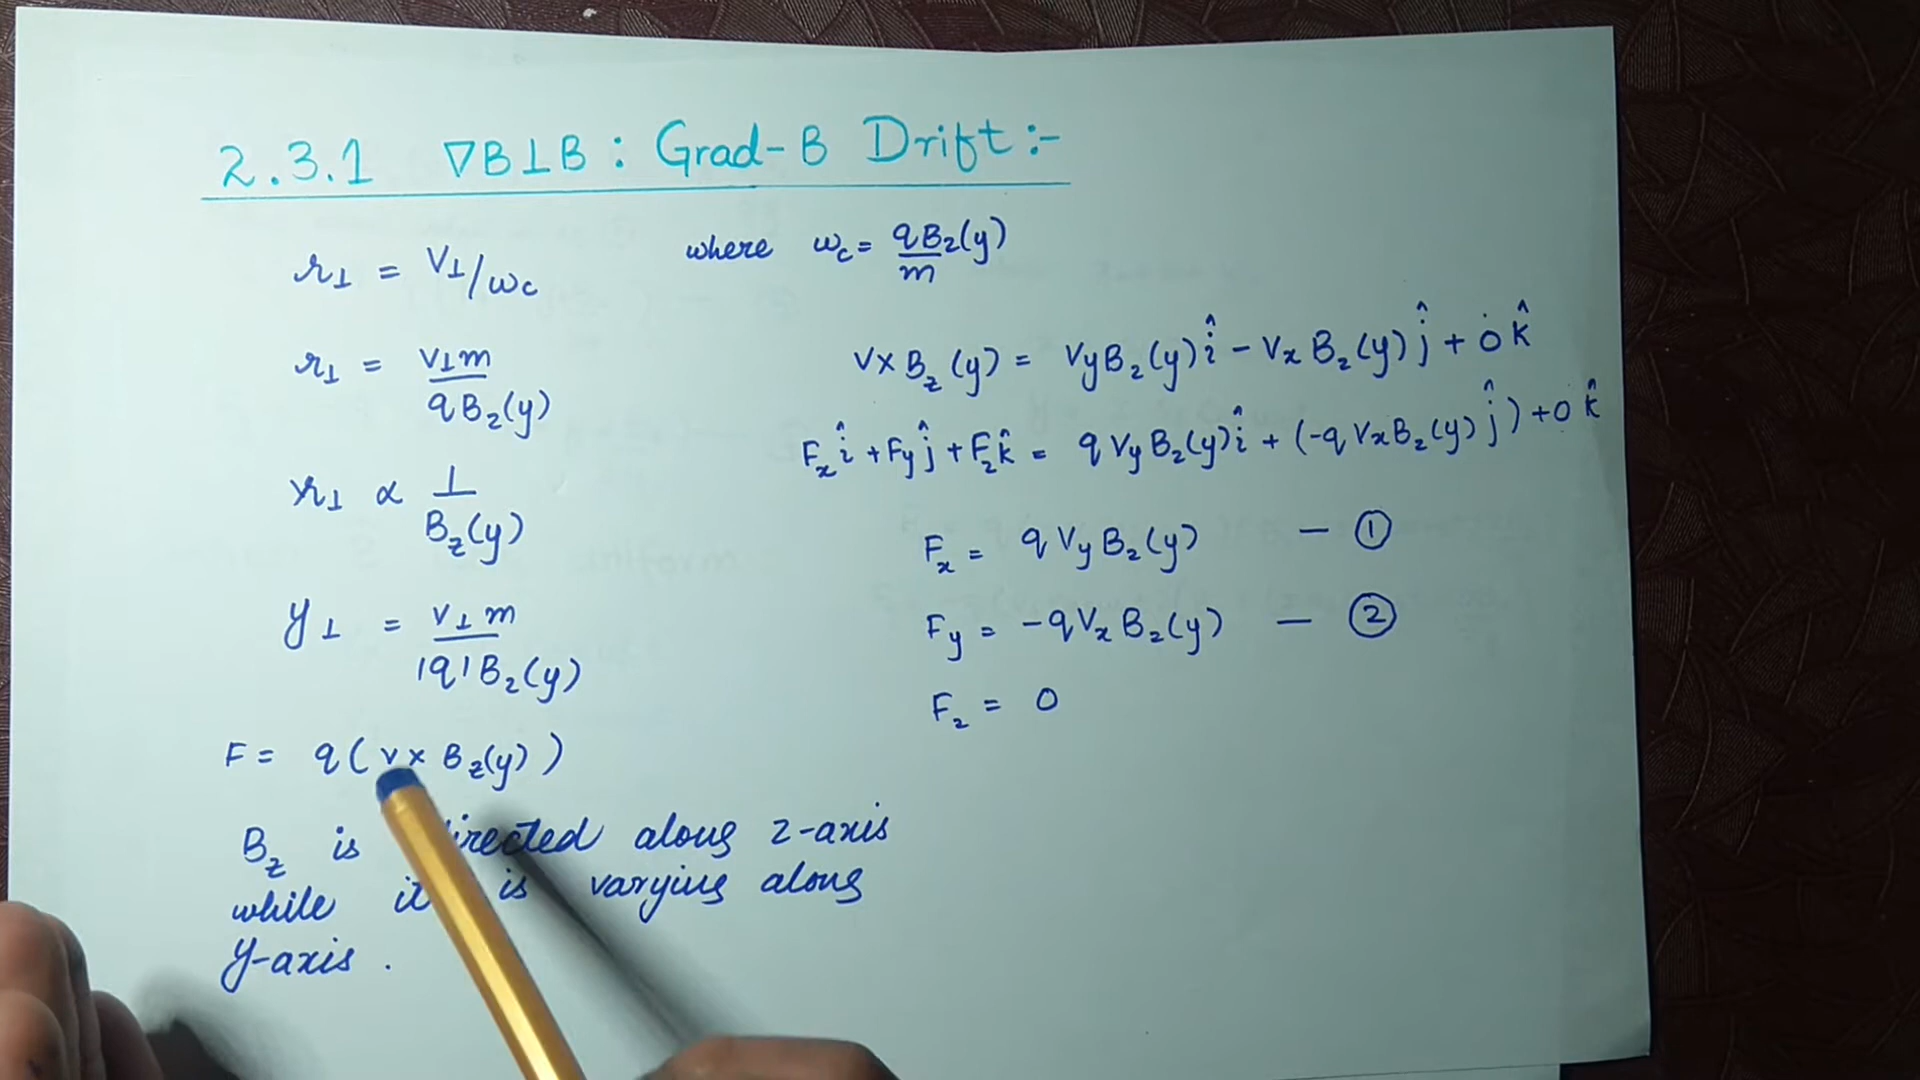 2.3.1 ∇B⊥B : Grad-B Drift :-
r⊥ = V⊥/ωc where ωc = qBz(y)/m
r⊥ = V⊥m / qBz(y)
r⊥ ∝ 1/Bz(y)
y⊥ = V⊥m / |q|Bz(y)
F = q(V×Bz(y))
Bz is directed along z-axis
while it is varying along
y-axis .
V×Bz(y) = VyBz(y)î - VxBz(y)ĵ + 0k̂
Fxî + Fyĵ + Fzk̂ = qVyBz(y)î + (-qVxBz(y)ĵ) + 0k̂
Fx = qVyBz(y) — ①
Fy = -qVxBz(y) — ②
Fz = 0